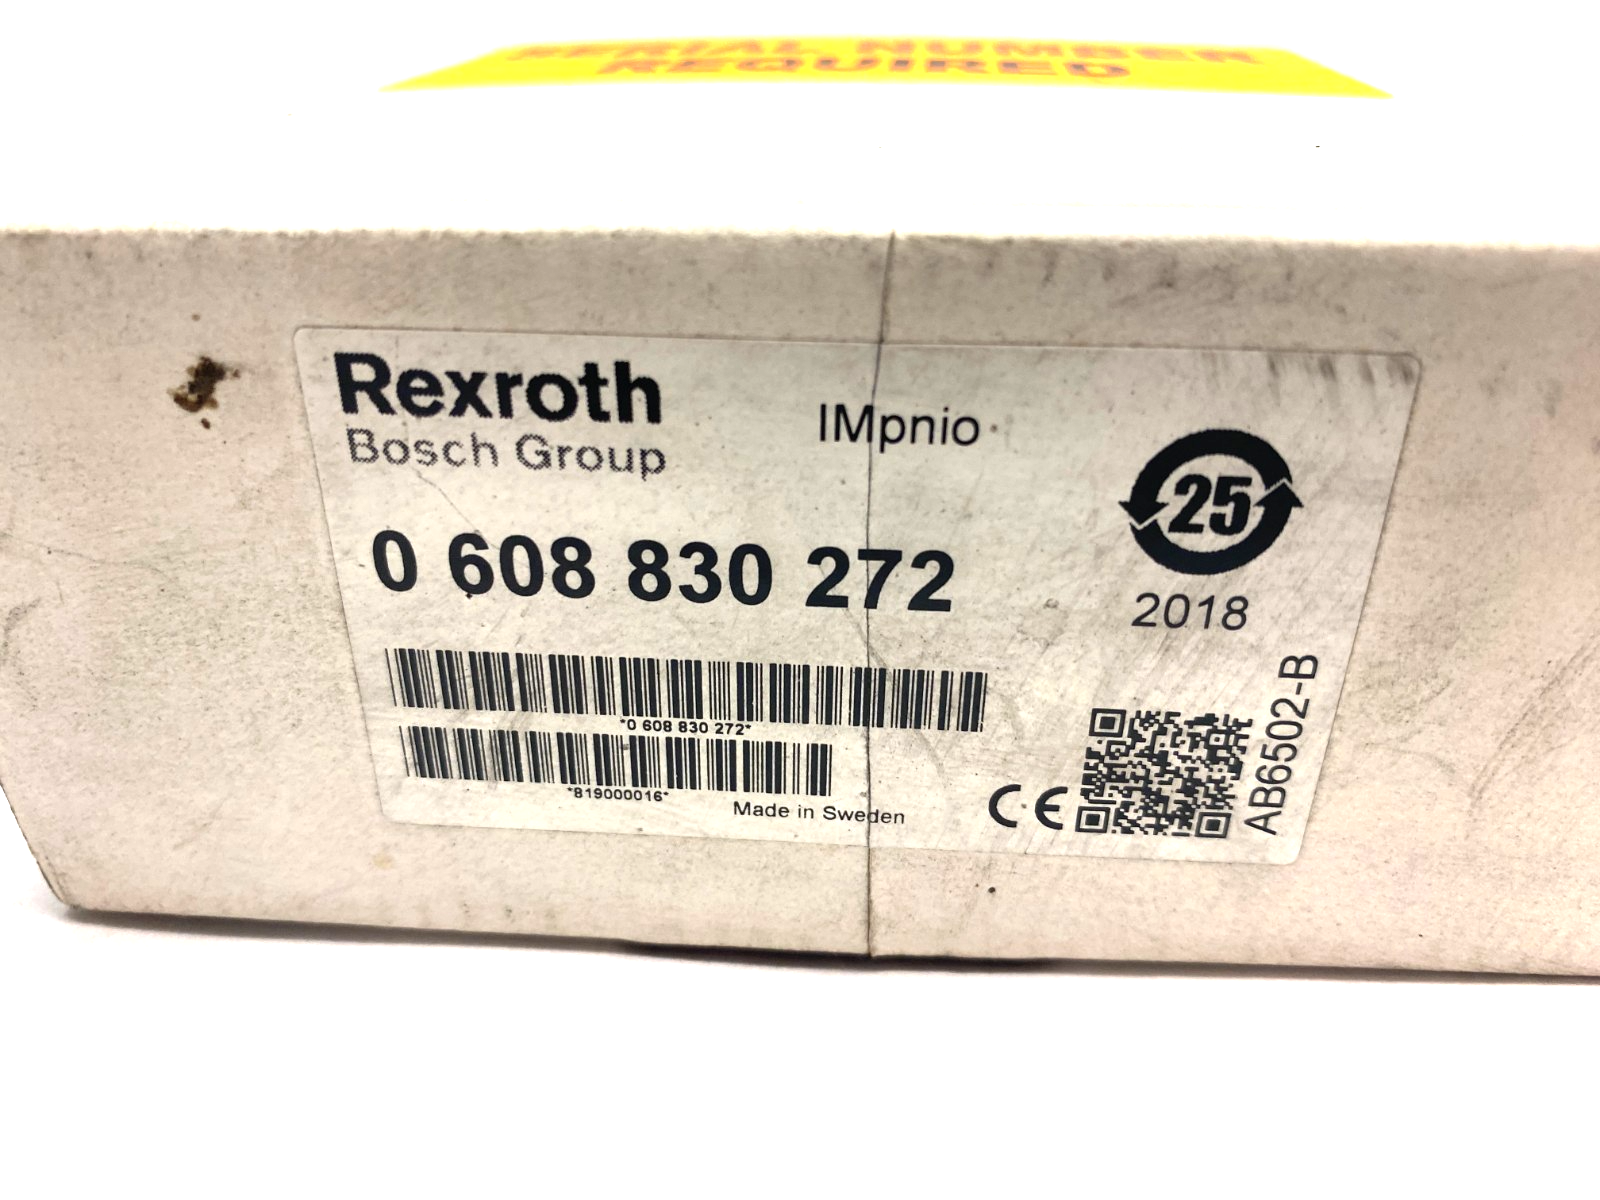 SERIAL NUMBER
REQUIRED
Rexroth
Bosch Group
IMpnio
25
2018
0 608 830 272
*0 608 830 272*
*819000016*
Made in Sweden
CE
AB6502-B